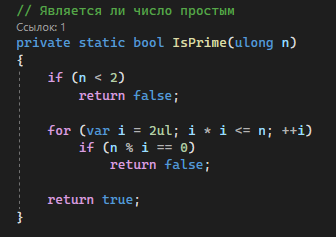 // Является ли число простым
Ссылок: 1
private static bool IsPrime(ulong n)
{
    if (n < 2)
        return false;

    for (var i = 2ul; i * i <= n; ++i)
        if (n % i == 0)
            return false;

    return true;
}